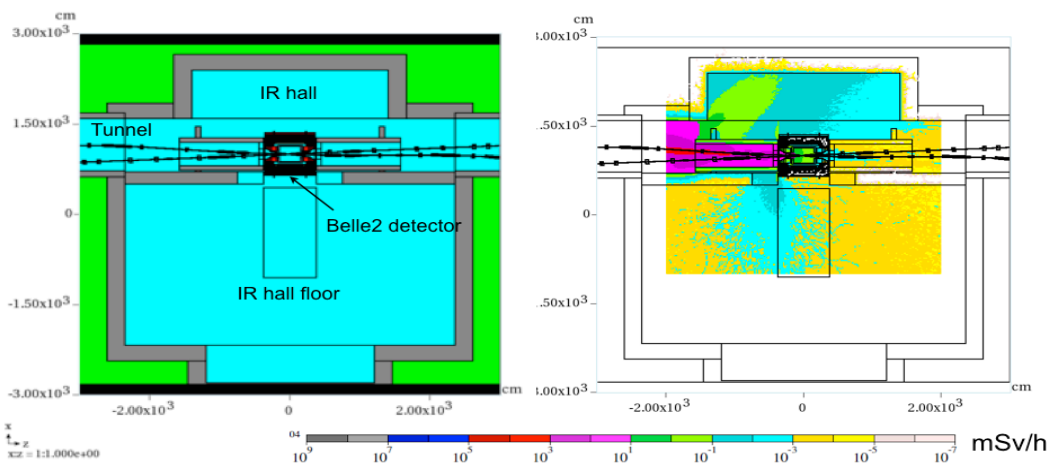 cm
3.00x10³
IR hall
1.50x10³
Tunnel
0
Belle2 detector
IR hall floor
-1.50x10³
-3.00x10³
cm
-2.00x10³
0
2.00x10³
x
z
xz = 1:1.000e+00
cm
.00x10³
.50x10³
0
.50x10³
.00x10³
cm
-2.00x10³
0
2.00x10³
04
10⁹
10⁷
10⁵
10³
10¹
10⁻¹
10⁻³
10⁻⁵
10⁻⁷
mSv/h